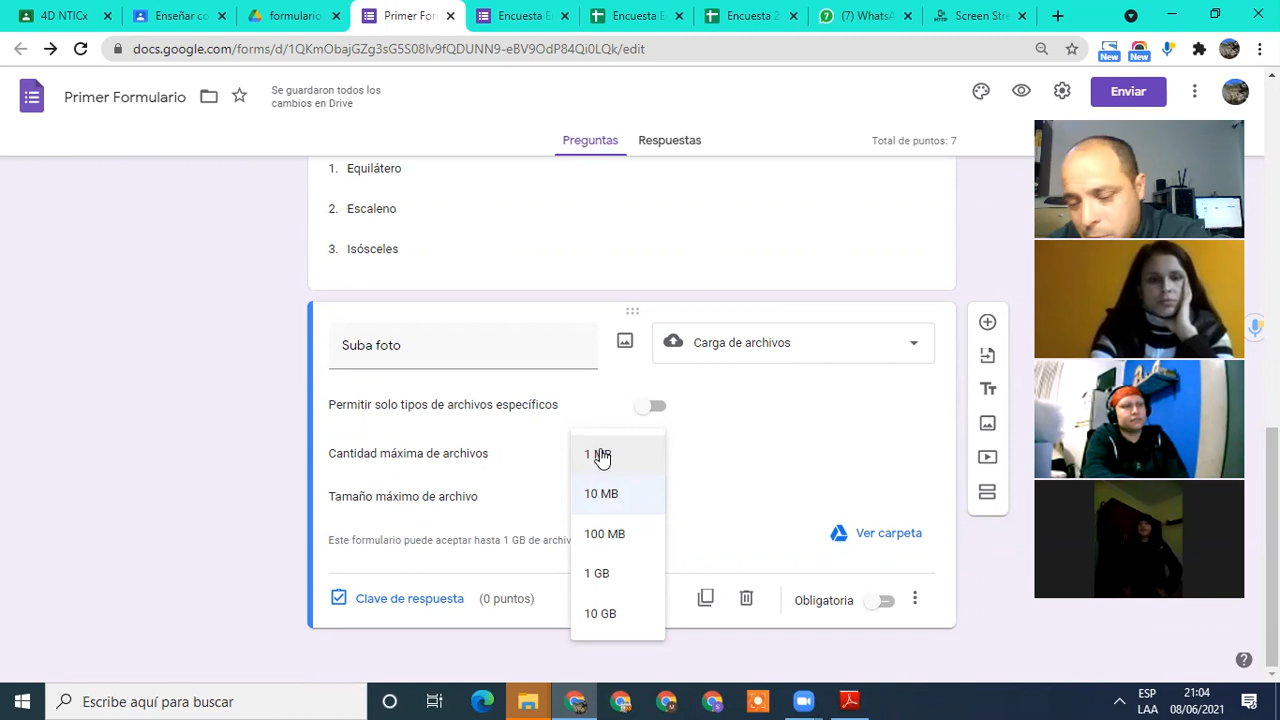 4D NTICx
Enseñar co
formulario
Primer For
Encuesta E
Encuesta E
Encuesta 2
(7) WhatsA
Screen Stre
docs.google.com/forms/d/1QKmObajGZg3sG5S08lv5fQDUNN9-eBV9OdP84Qi0LQk/edit
New
New
Primer Formulario
Se guardaron todos los
cambios en Drive
Enviar
Preguntas
Respuestas
Total de puntos: 7
1. Equilátero
2. Escaleno
3. Isósceles
Suba foto
Carga de archivos
Permitir solo tipos de archivos específicos
Cantidad máxima de archivos
1 MB
Tamaño máximo de archivo
10 MB
100 MB
Este formulario puede aceptar hasta 1 GB de archiv
Ver carpeta
1 GB
10 GB
Clave de respuesta
(0 puntos)
Obligatoria
Escribe aquí para buscar
ESP
LAA
21:04
08/06/2021